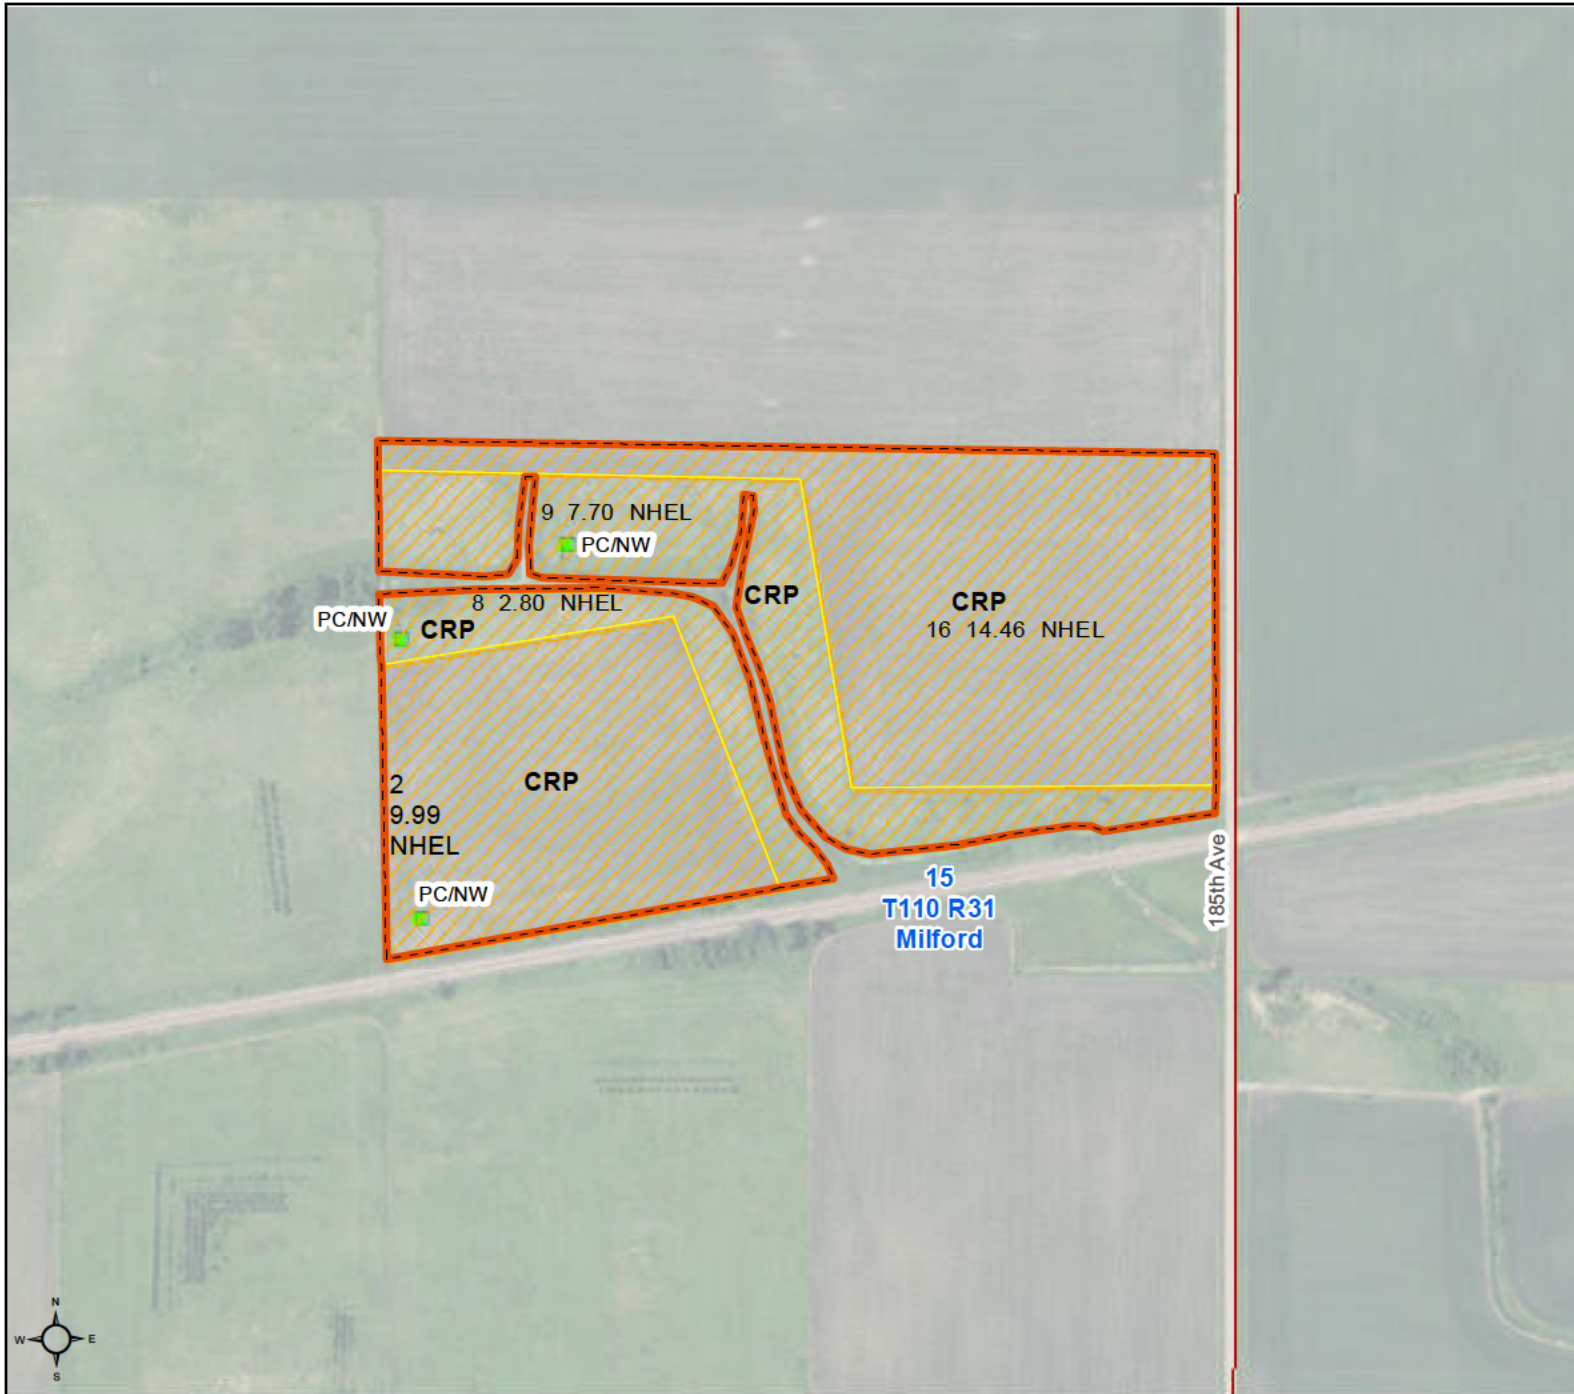 9 7.70 NHEL
PC/NW
CRP
CRP
16 14.46 NHEL
8 2.80 NHEL
PC/NW
CRP
CRP
2
9.99
NHEL
PC/NW
15
T110 R31
Milford
185th Ave
N
W E
S